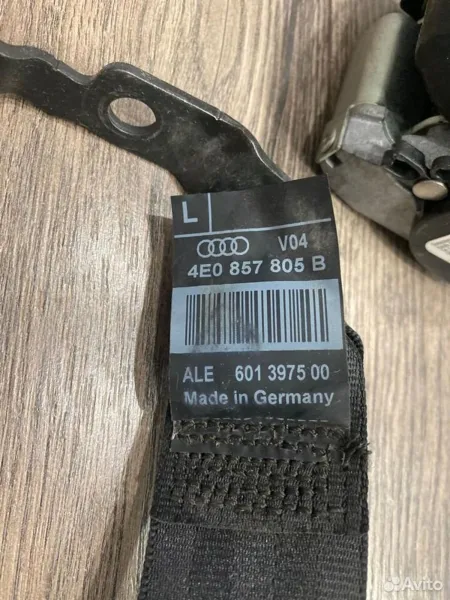 L
V04
4E0 857 805 B
ALE 601 3975 00
Made in Germany
Avito